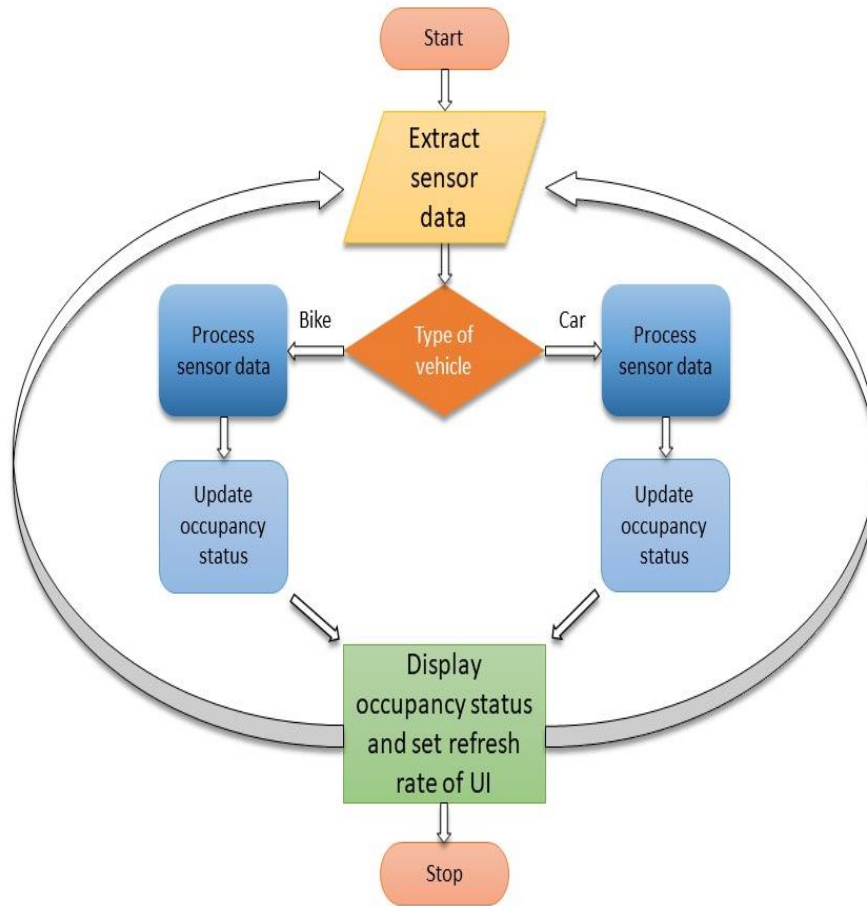 Start
Extract
sensor
data
Bike
Type of
vehicle
Car
Process
sensor data
Process
sensor data
Update
occupancy
status
Update
occupancy
status
Display
occupancy status
and set refresh
rate of UI
Stop